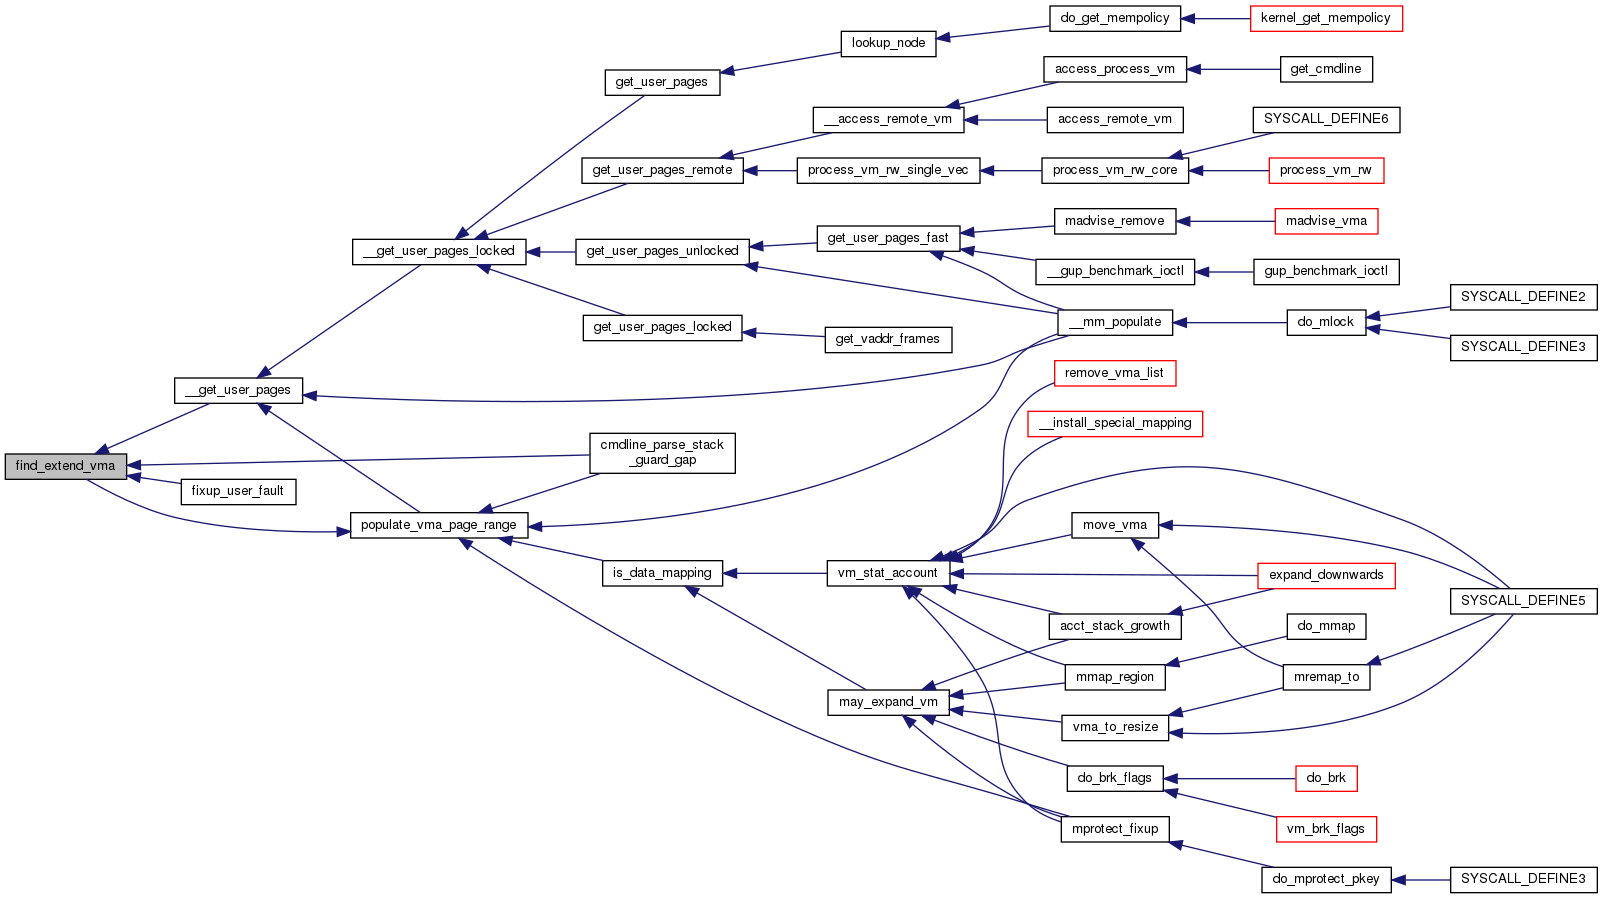 do_get_mempolicy
kernel_get_mempolicy
lookup_node
get_user_pages
access_process_vm
get_cmdline
__access_remote_vm
access_remote_vm
SYSCALL_DEFINE6
get_user_pages_remote
process_vm_rw_single_vec
process_vm_rw_core
process_vm_rw
madvise_remove
madvise_vma
__get_user_pages_locked
get_user_pages_unlocked
get_user_pages_fast
__gup_benchmark_ioctl
gup_benchmark_ioctl
SYSCALL_DEFINE2
get_user_pages_locked
get_vaddr_frames
__mm_populate
do_mlock
SYSCALL_DEFINE3
remove_vma_list
__get_user_pages
__install_special_mapping
cmdline_parse_stack
_guard_gap
find_extend_vma
fixup_user_fault
populate_vma_page_range
move_vma
is_data_mapping
vm_stat_account
expand_downwards
SYSCALL_DEFINE5
acct_stack_growth
do_mmap
mmap_region
mremap_to
may_expand_vm
vma_to_resize
do_brk_flags
do_brk
mprotect_fixup
vm_brk_flags
do_mprotect_pkey
SYSCALL_DEFINE3